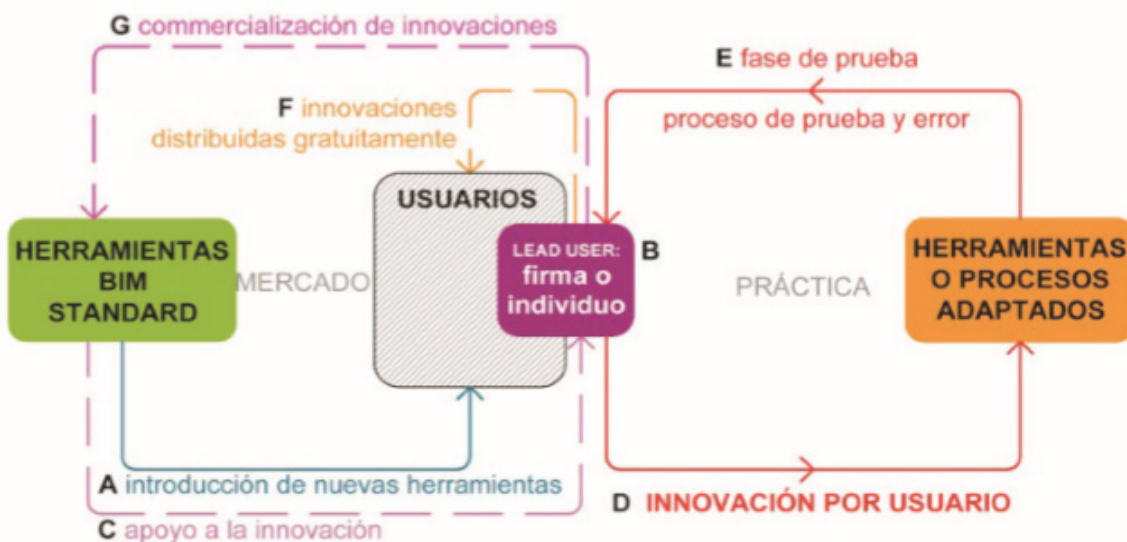 G commercialización de innovaciones
E fase de prueba
proceso de prueba y error
F innovaciones
distribuidas gratuitamente
USUARIOS
HERRAMIENTAS
BIM
STANDARD
MERCADO
LEAD USER:
firma o
individuo
B
PRÁCTICA
HERRAMIENTAS
O PROCESOS
ADAPTADOS
A introducción de nuevas herramientas
C apoyo a la innovación
D INNOVACIÓN POR USUARIO